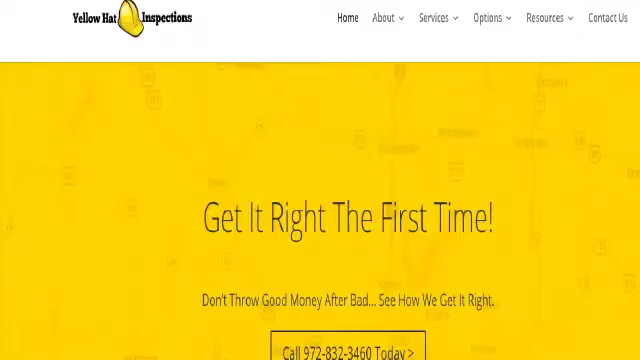 Yellow Hat Inspections
Home About Services Options Resources Contact Us
Get It Right The First Time!
Don't Throw Good Money After Bad... See How We Get It Right.
Call 972-832-3460 Today >